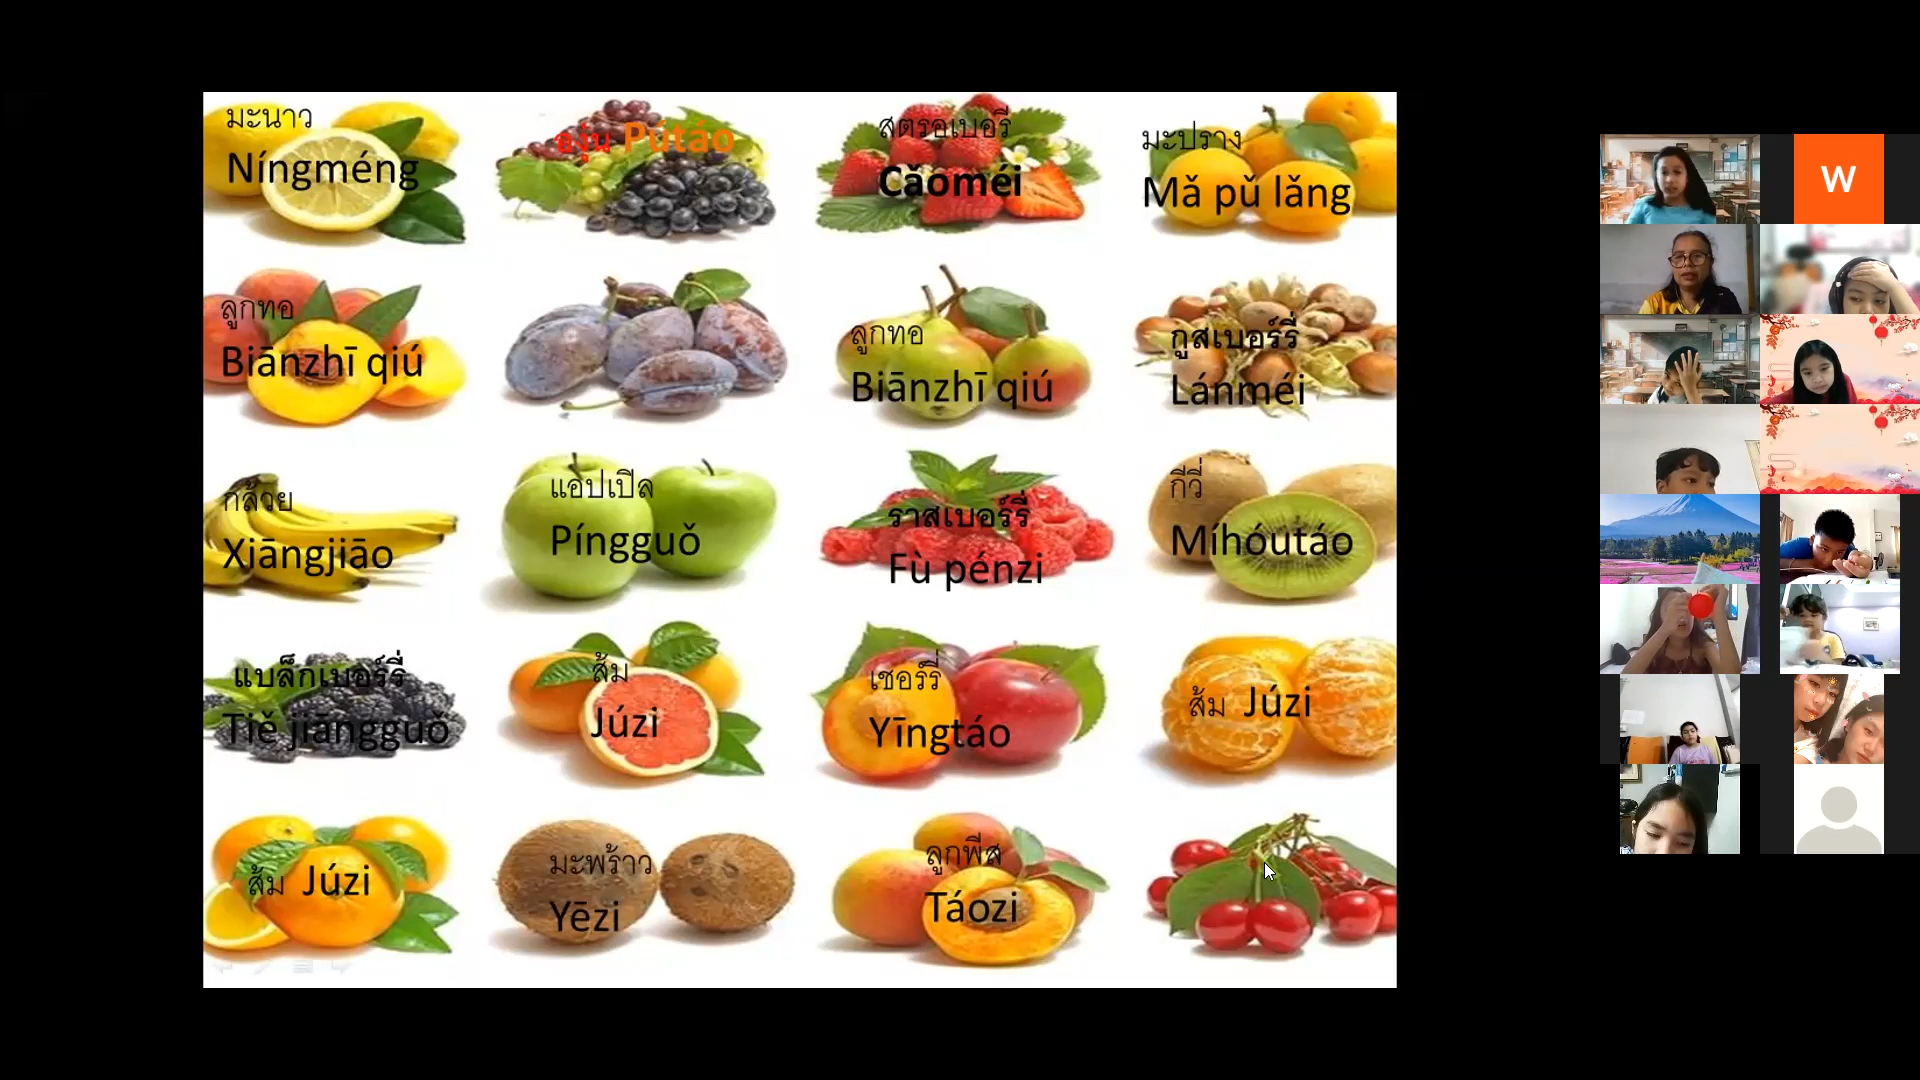 มะนาว
Níngméng
องุ่น Pútáo
สตรอเบอรี่
Cǎoméi
มะปราง
Mǎ pǔ lǎng
W
ลูกทอ
Biānzhī qiú
ลูกทอ
Biānzhī qiú
กูสเบอร์รี่
Lánméi
กล้วย
Xiāngjiāo
แอปเปิล
Píngguǒ
ราสเบอร์รี่
Fù pénzi
กีวี่
Míhóutáo
แบล็กเบอร์รี่
Tiě jiāngguǒ
ส้ม
Júzi
เชอร์รี่
Yīngtáo
ส้ม Júzi
ส้ม Júzi
มะพร้าว
Yēzi
ลูกพีส
Táozi